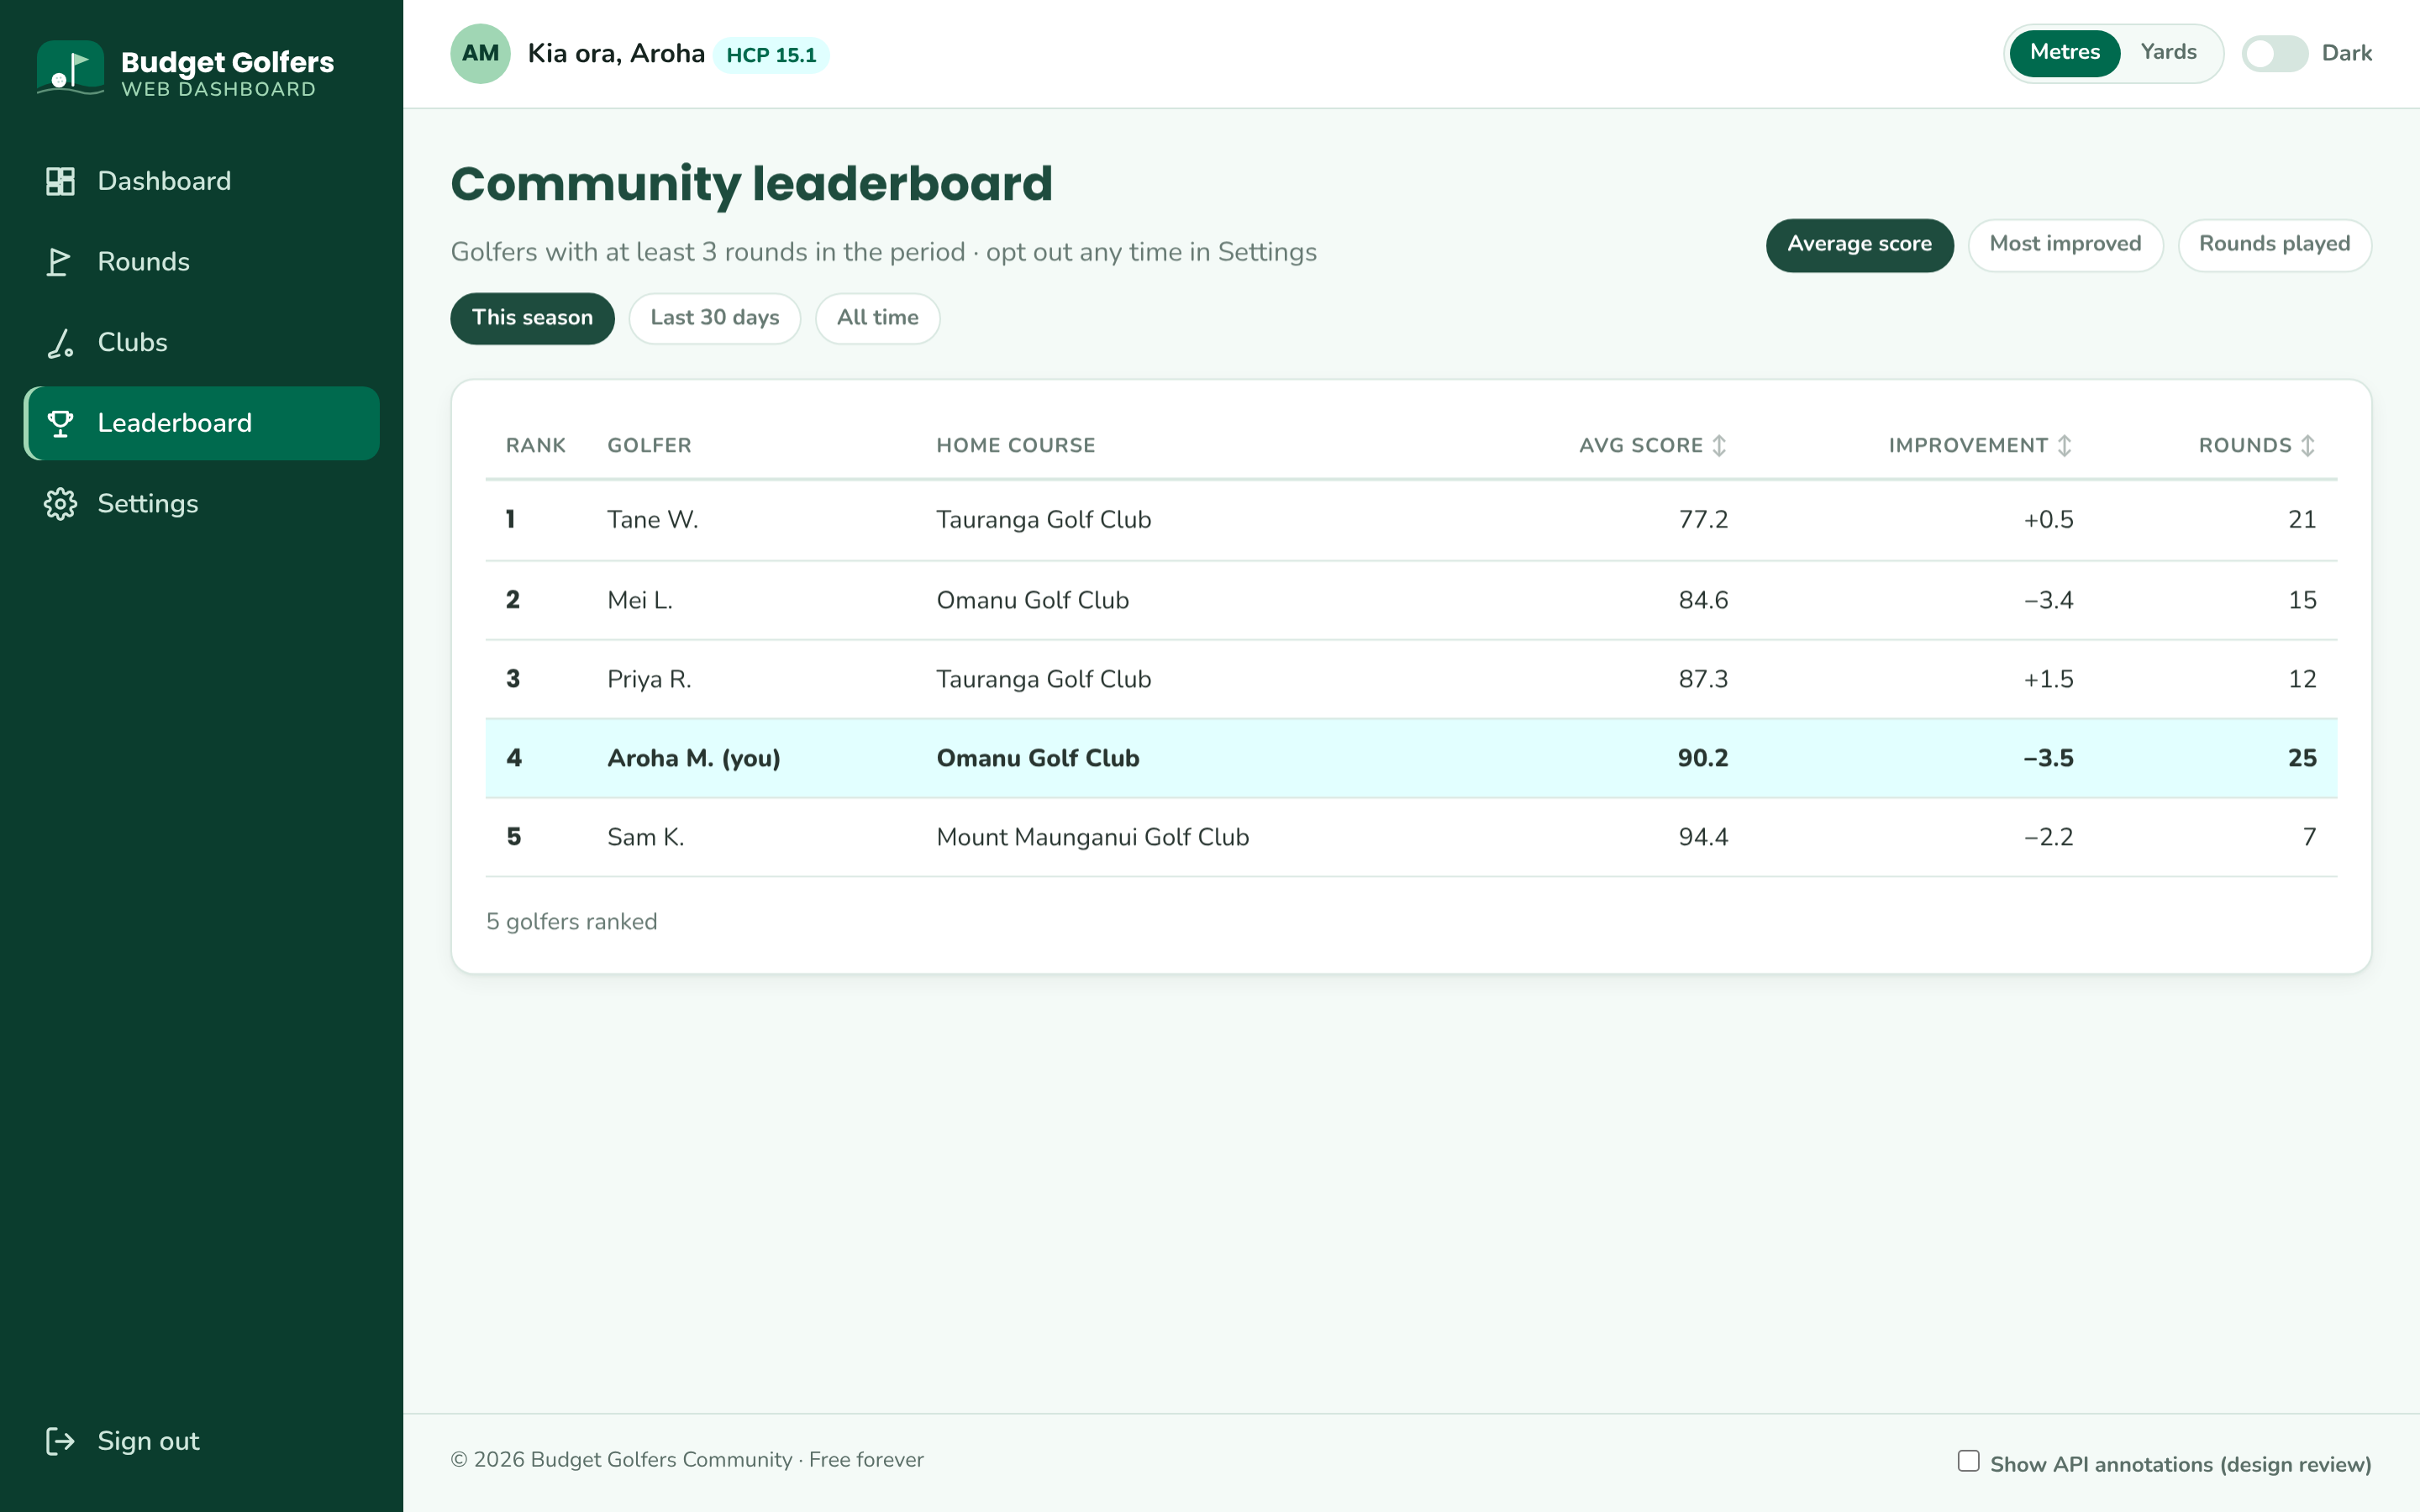 Budget Golfers
WEB DASHBOARD
Dashboard
Rounds
Clubs
Leaderboard
Settings
Sign out
AM
Kia ora, Aroha
HCP 15.1
Metres
Yards
Dark
Community leaderboard
Golfers with at least 3 rounds in the period · opt out any time in Settings
Average score
Most improved
Rounds played
This season
Last 30 days
All time
RANK GOLFER HOME COURSE AVG SCORE ↕ IMPROVEMENT ↕ ROUNDS ↕
1 Tane W. Tauranga Golf Club 77.2 +0.5 21
2 Mei L. Omanu Golf Club 84.6 −3.4 15
3 Priya R. Tauranga Golf Club 87.3 +1.5 12
4 Aroha M. (you) Omanu Golf Club 90.2 −3.5 25
5 Sam K. Mount Maunganui Golf Club 94.4 −2.2 7
5 golfers ranked
© 2026 Budget Golfers Community · Free forever
Show API annotations (design review)